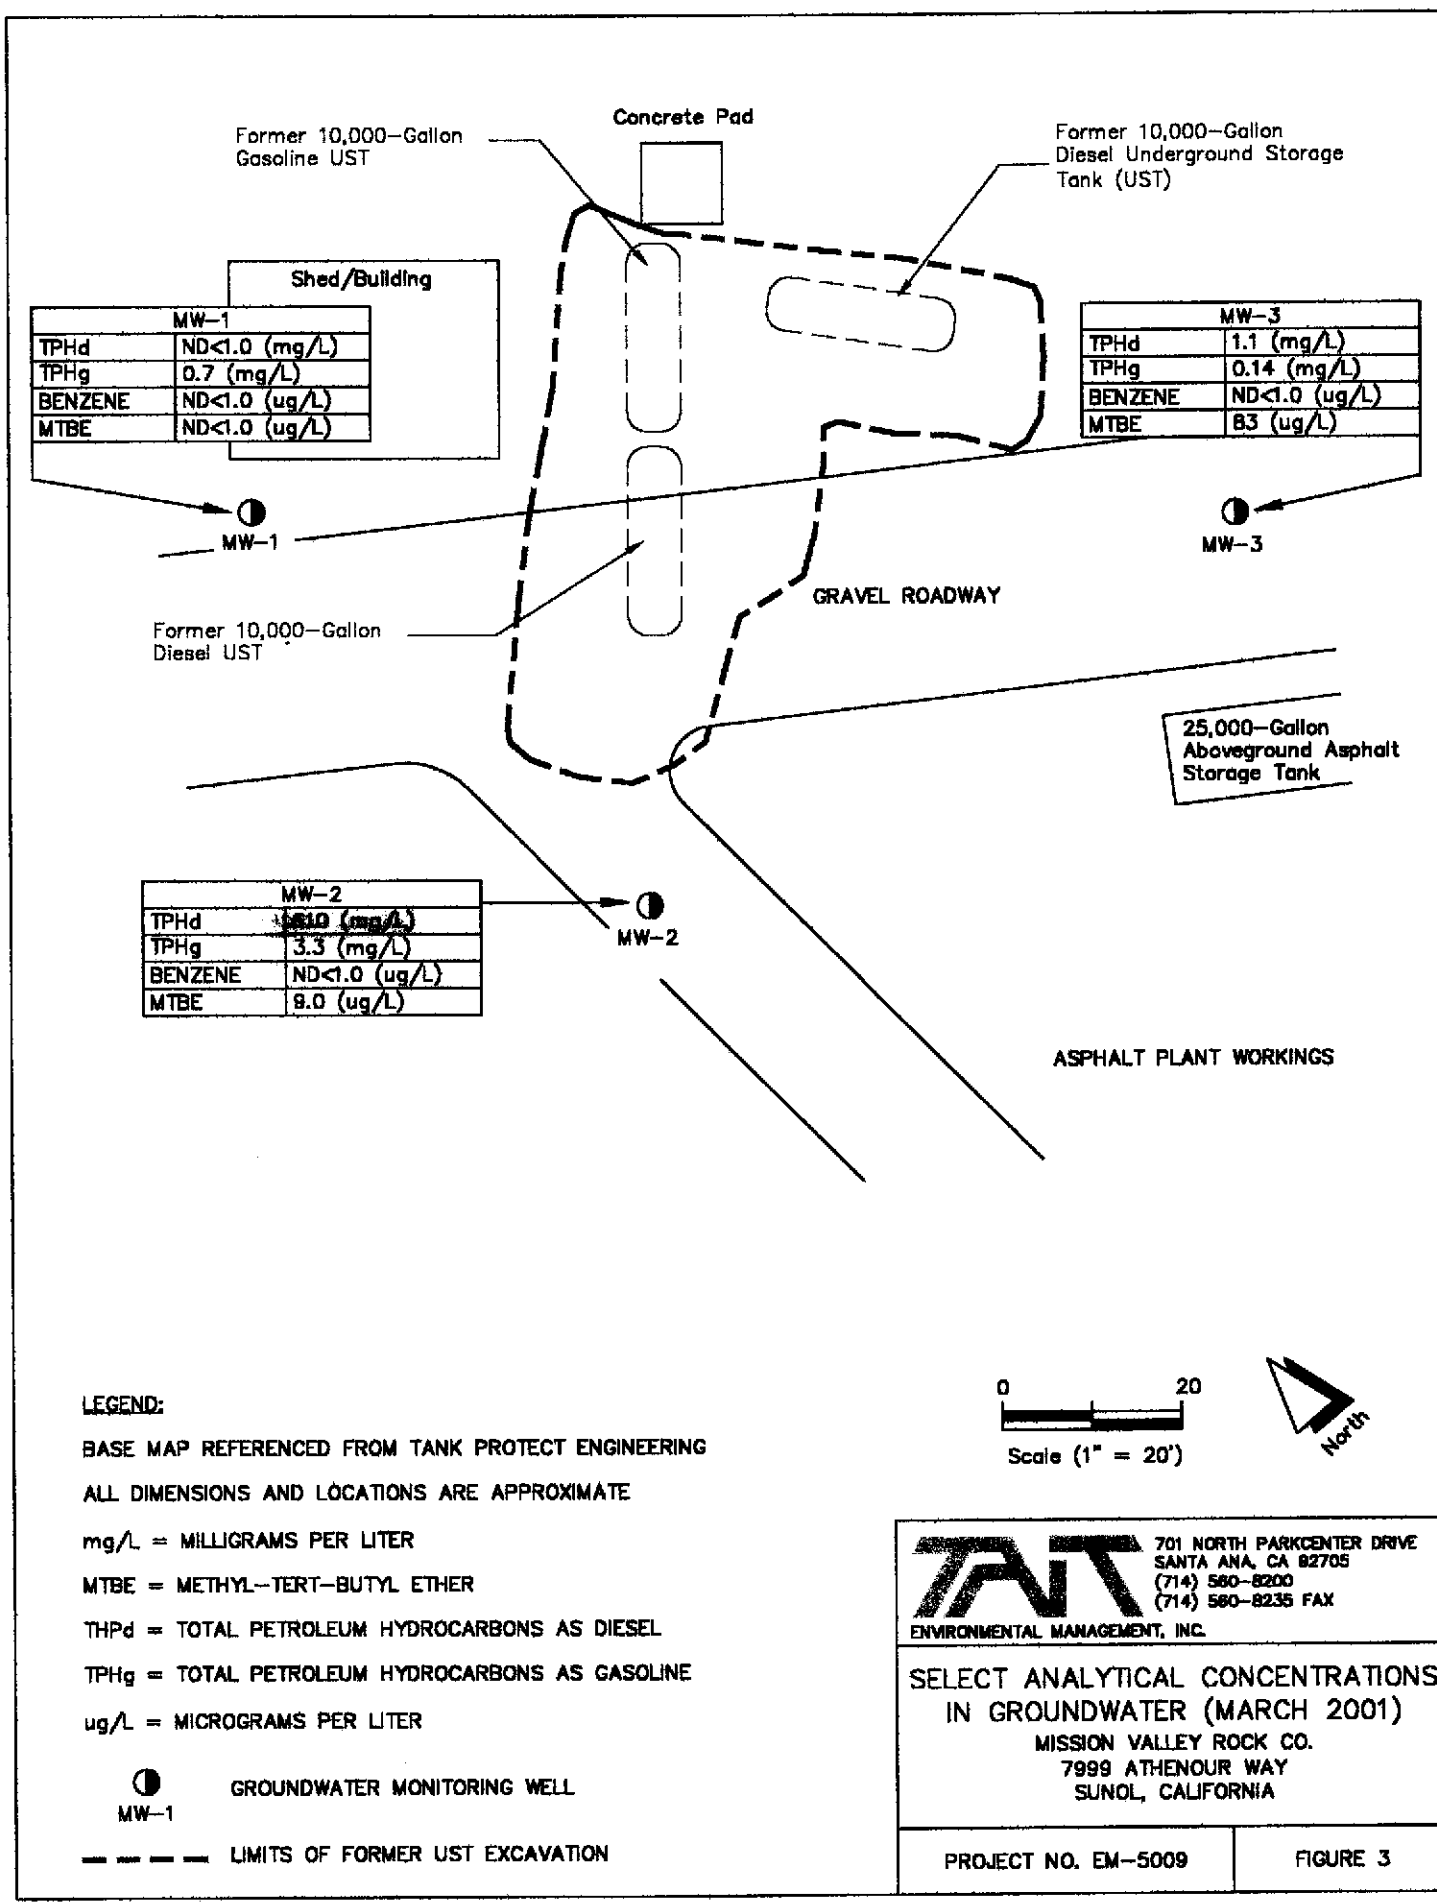 Concrete Pad
Former 10,000-Gallon
Gasoline UST
Former 10,000-Gallon
Diesel Underground Storage
Tank (UST)
Shed/Building
MW-1
TPHd ND<1.0 (mg/L)
TPHg 0.7 (mg/L)
BENZENE ND<1.0 (ug/L)
MTBE ND<1.0 (ug/L)
MW-3
TPHd 1.1 (mg/L)
TPHg 0.14 (mg/L)
BENZENE ND<1.0 (ug/L)
MTBE 83 (ug/L)
MW-1
MW-3
GRAVEL ROADWAY
Former 10,000-Gallon
Diesel UST
25,000-Gallon
Aboveground Asphalt
Storage Tank
MW-2
TPHd (mg/L)
TPHg 3.3 (mg/L)
BENZENE ND<1.0 (ug/L)
MTBE 9.0 (ug/L)
MW-2
ASPHALT PLANT WORKINGS
0 20
Scale (1" = 20')
North
LEGEND:
BASE MAP REFERENCED FROM TANK PROTECT ENGINEERING
ALL DIMENSIONS AND LOCATIONS ARE APPROXIMATE
mg/L = MILLIGRAMS PER LITER
MTBE = METHYL-TERT-BUTYL ETHER
THPd = TOTAL PETROLEUM HYDROCARBONS AS DIESEL
TPHg = TOTAL PETROLEUM HYDROCARBONS AS GASOLINE
ug/L = MICROGRAMS PER LITER
MW-1
GROUNDWATER MONITORING WELL
LIMITS OF FORMER UST EXCAVATION
TAIT
701 NORTH PARKCENTER DRIVE
SANTA ANA, CA 92705
(714) 560-8200
(714) 560-8235 FAX
ENVIRONMENTAL MANAGEMENT, INC.
SELECT ANALYTICAL CONCENTRATIONS
IN GROUNDWATER (MARCH 2001)
MISSION VALLEY ROCK CO.
7999 ATHENOUR WAY
SUNOL, CALIFORNIA
PROJECT NO. EM-5009
FIGURE 3